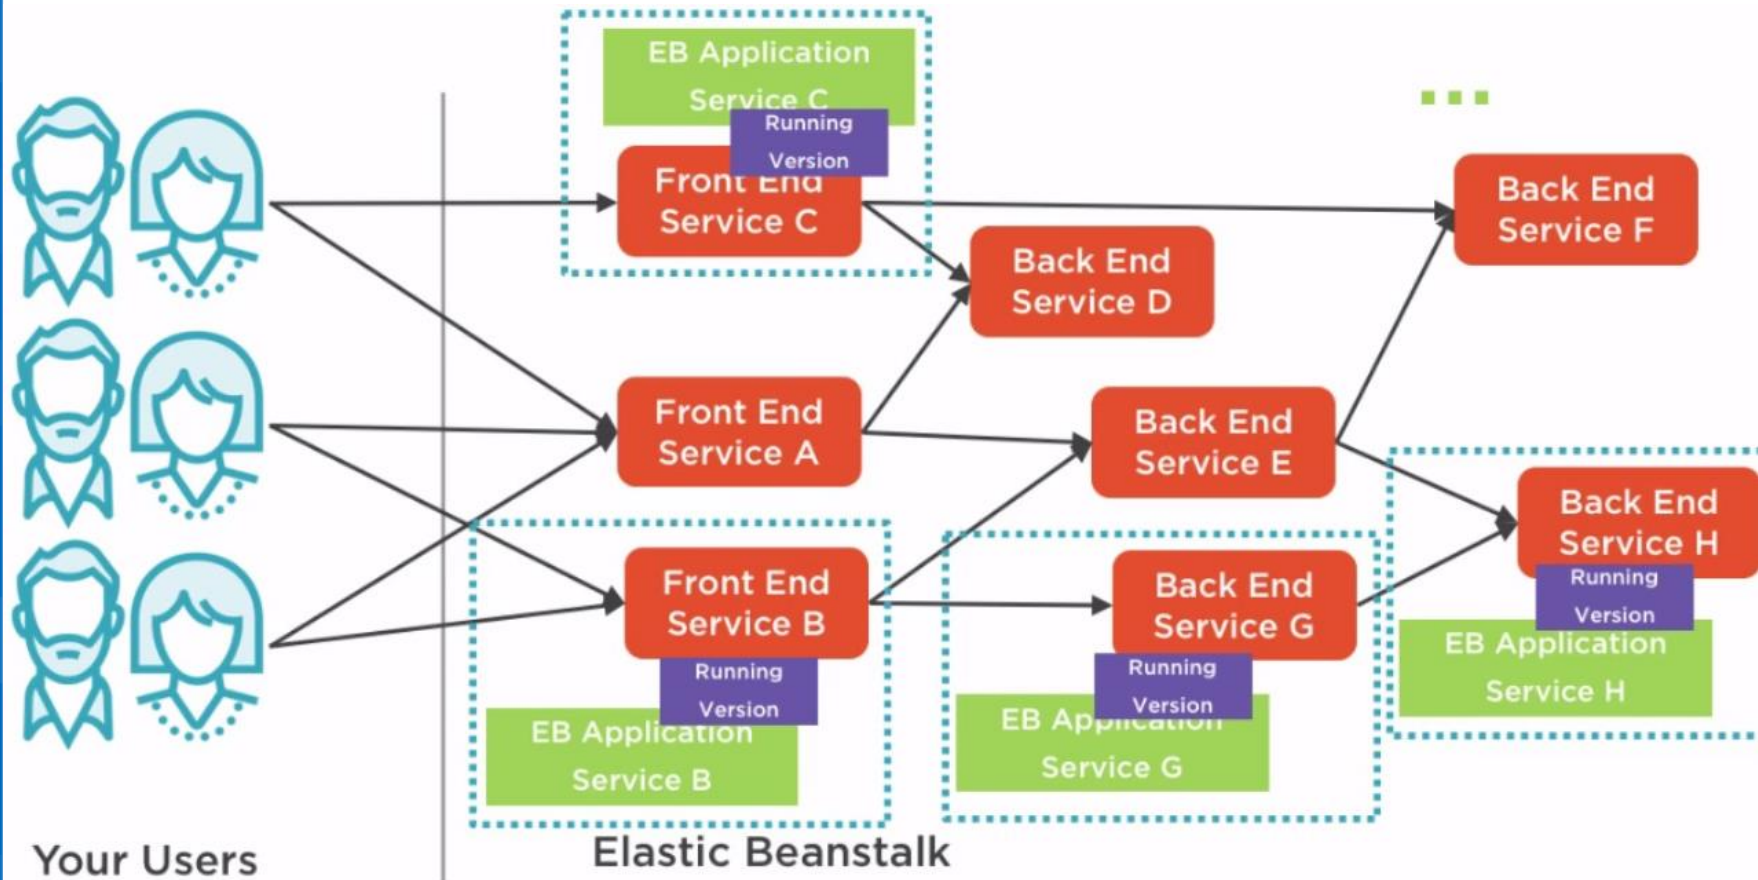 EB Application
Service C
Running
Version
Front End
Service C
Back End
Service F
Back End
Service D
Front End
Service A
Back End
Service E
Back End
Service H
Running
Version
EB Application
Service H
Front End
Service B
Running
Version
EB Application
Service B
Back End
Service G
Running
Version
EB Application
Service G
Your Users
Elastic Beanstalk